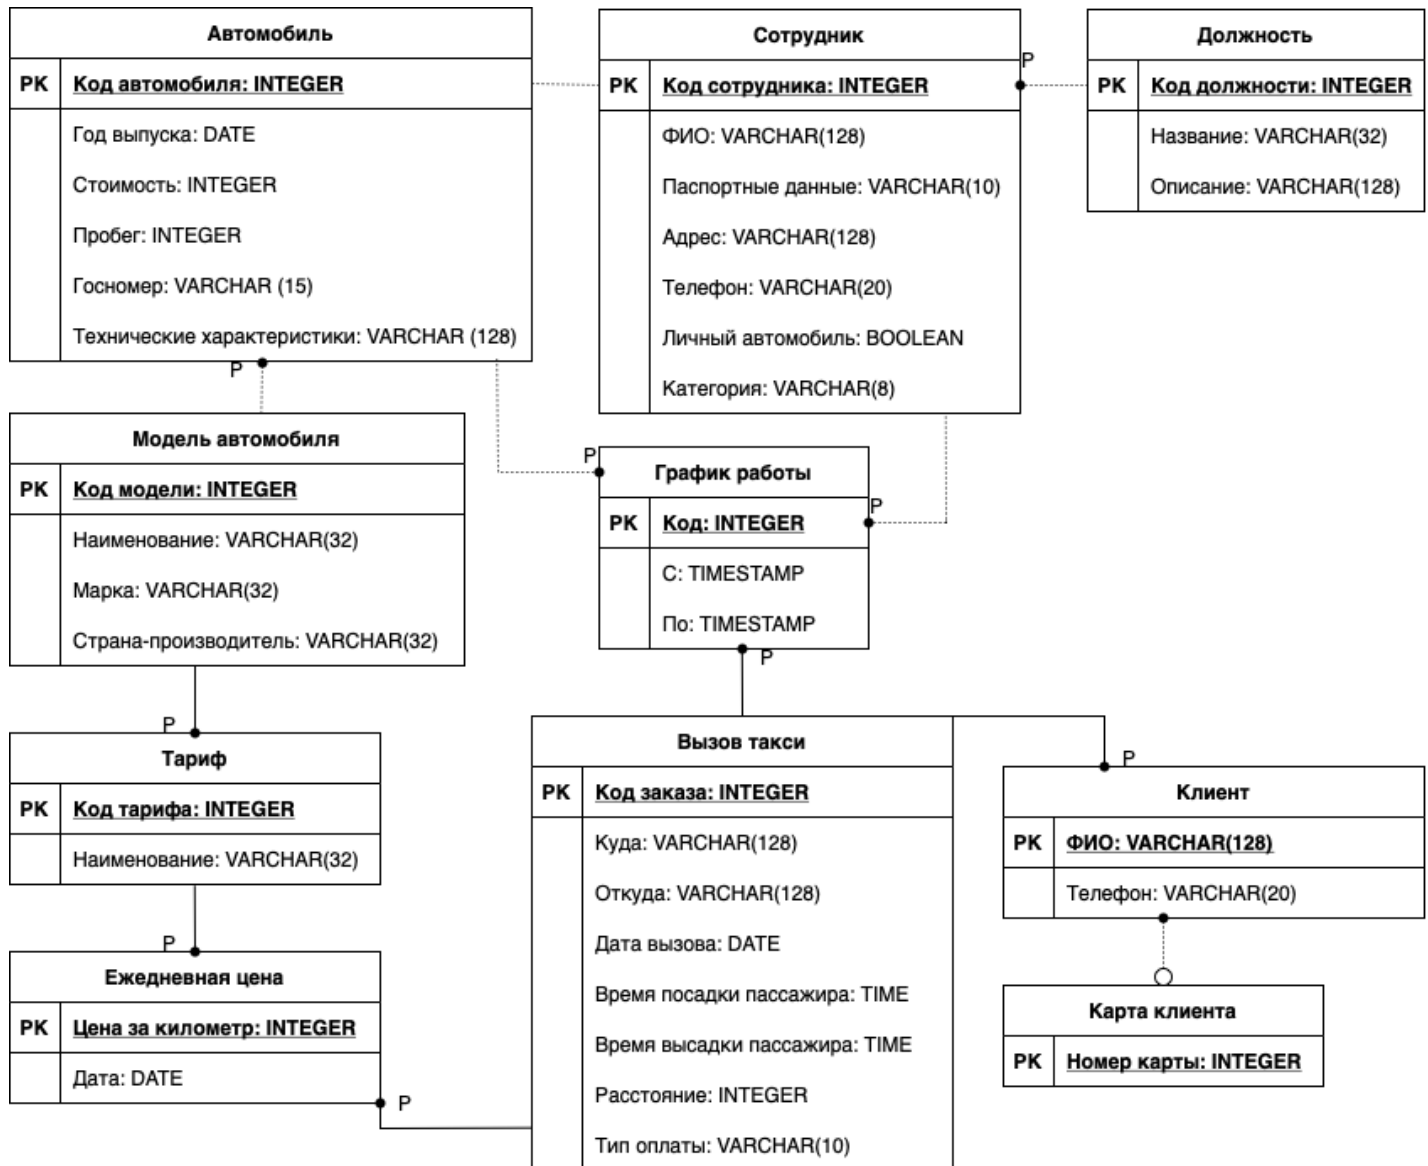 Автомобиль
PK Код автомобиля: INTEGER
Год выпуска: DATE
Стоимость: INTEGER
Пробег: INTEGER
Госномер: VARCHAR (15)
Технические характеристики: VARCHAR (128)
P
Сотрудник
P
PK Код сотрудника: INTEGER
ФИО: VARCHAR(128)
Паспортные данные: VARCHAR(10)
Адрес: VARCHAR(128)
Телефон: VARCHAR(20)
Личный автомобиль: BOOLEAN
Категория: VARCHAR(8)
Должность
PK Код должности: INTEGER
Название: VARCHAR(32)
Описание: VARCHAR(128)
Модель автомобиля
PK Код модели: INTEGER
Наименование: VARCHAR(32)
Марка: VARCHAR(32)
Страна-производитель: VARCHAR(32)
P
P
График работы
P
PK Код: INTEGER
С: TIMESTAMP
По: TIMESTAMP
P
Тариф
PK Код тарифа: INTEGER
Наименование: VARCHAR(32)
P
Ежедневная цена
PK Цена за километр: INTEGER
Дата: DATE
P
Вызов такси
PK Код заказа: INTEGER
Куда: VARCHAR(128)
Откуда: VARCHAR(128)
Дата вызова: DATE
Время посадки пассажира: TIME
Время высадки пассажира: TIME
Расстояние: INTEGER
Тип оплаты: VARCHAR(10)
P
Клиент
PK ФИО: VARCHAR(128)
Телефон: VARCHAR(20)
Карта клиента
PK Номер карты: INTEGER